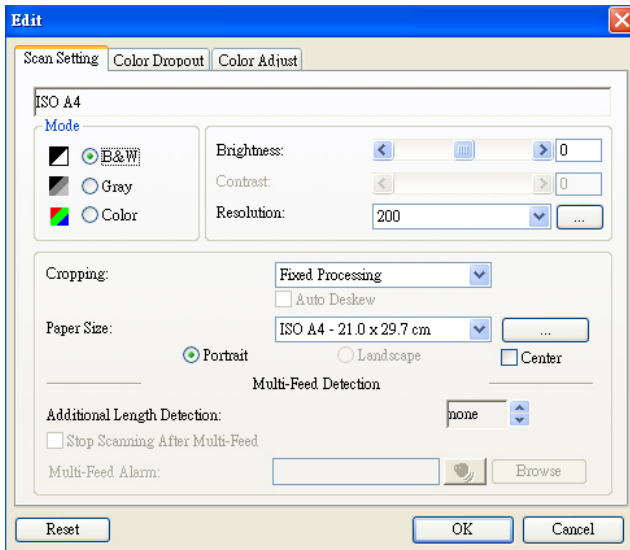 Edit
Scan Setting Color Dropout Color Adjust
ISO A4
Mode
B&W
Gray
Color
Brightness: 0
Contrast: 0
Resolution: 200 ...
Cropping: Fixed Processing
Auto Deskew
Paper Size: ISO A4 - 21.0 x 29.7 cm ...
Portrait Landscape Center
Multi-Feed Detection
Additional Length Detection: none
Stop Scanning After Multi-Feed
Multi-Feed Alarm: Browse
Reset OK Cancel